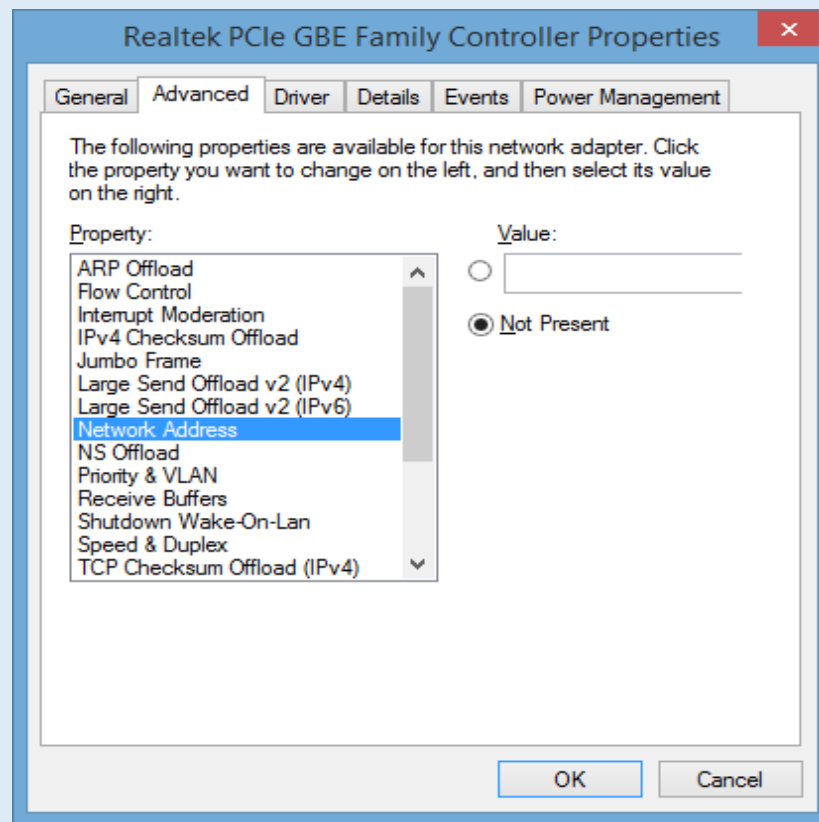 Realtek PCIe GBE Family Controller Properties
General Advanced Driver Details Events Power Management
The following properties are available for this network adapter. Click
the property you want to change on the left, and then select its value
on the right.
Property:
Value:
ARP Offload
Flow Control
Interrupt Moderation
IPv4 Checksum Offload
Jumbo Frame
Large Send Offload v2 (IPv4)
Large Send Offload v2 (IPv6)
Network Address
NS Offload
Priority & VLAN
Receive Buffers
Shutdown Wake-On-Lan
Speed & Duplex
TCP Checksum Offload (IPv4)
Not Present
OK
Cancel